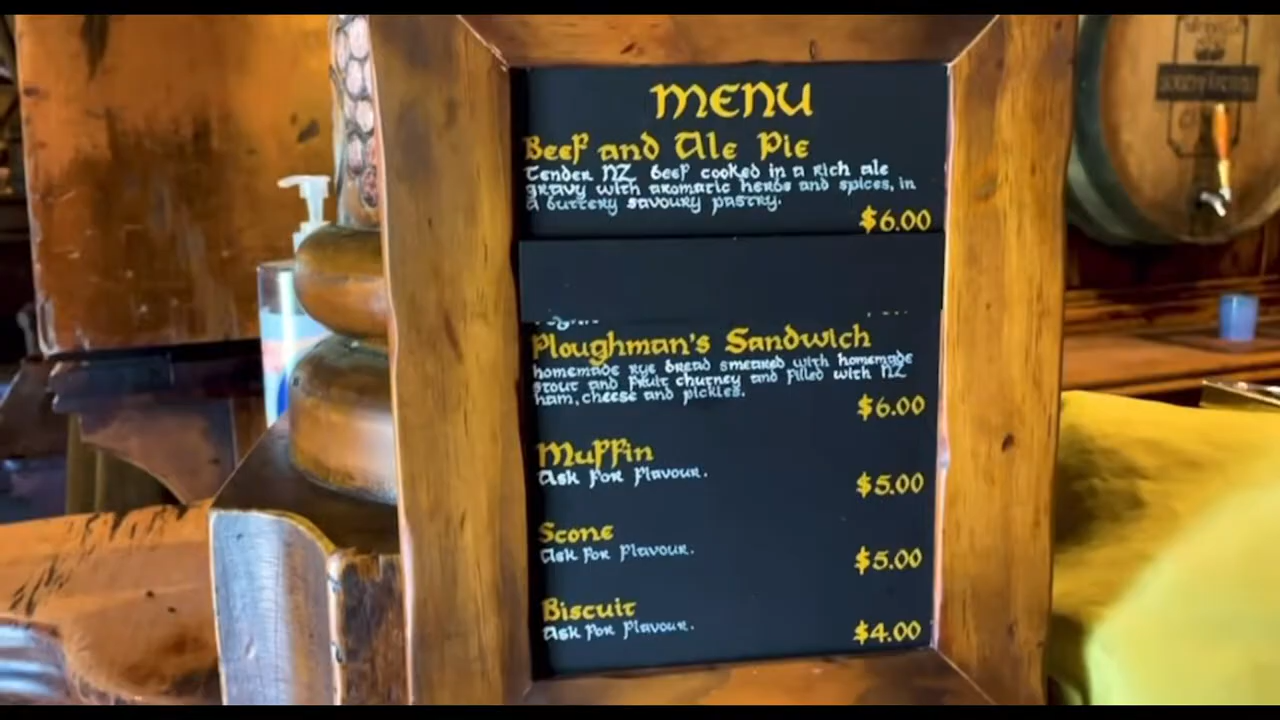 MENU
Beef and Ale Pie
Tender NZ beef cooked in a rich ale
gravy with aromatic herbs and spices, in
a buttery savoury pastry.
$6.00
Ploughman's Sandwich
homemade rye bread smeared with homemade
stout and fruit chutney and filled with NZ
ham, cheese and pickles.
$6.00
Muffin
Ask for flavour.
$5.00
Scone
Ask for flavour.
$5.00
Biscuit
Ask for flavour.
$4.00